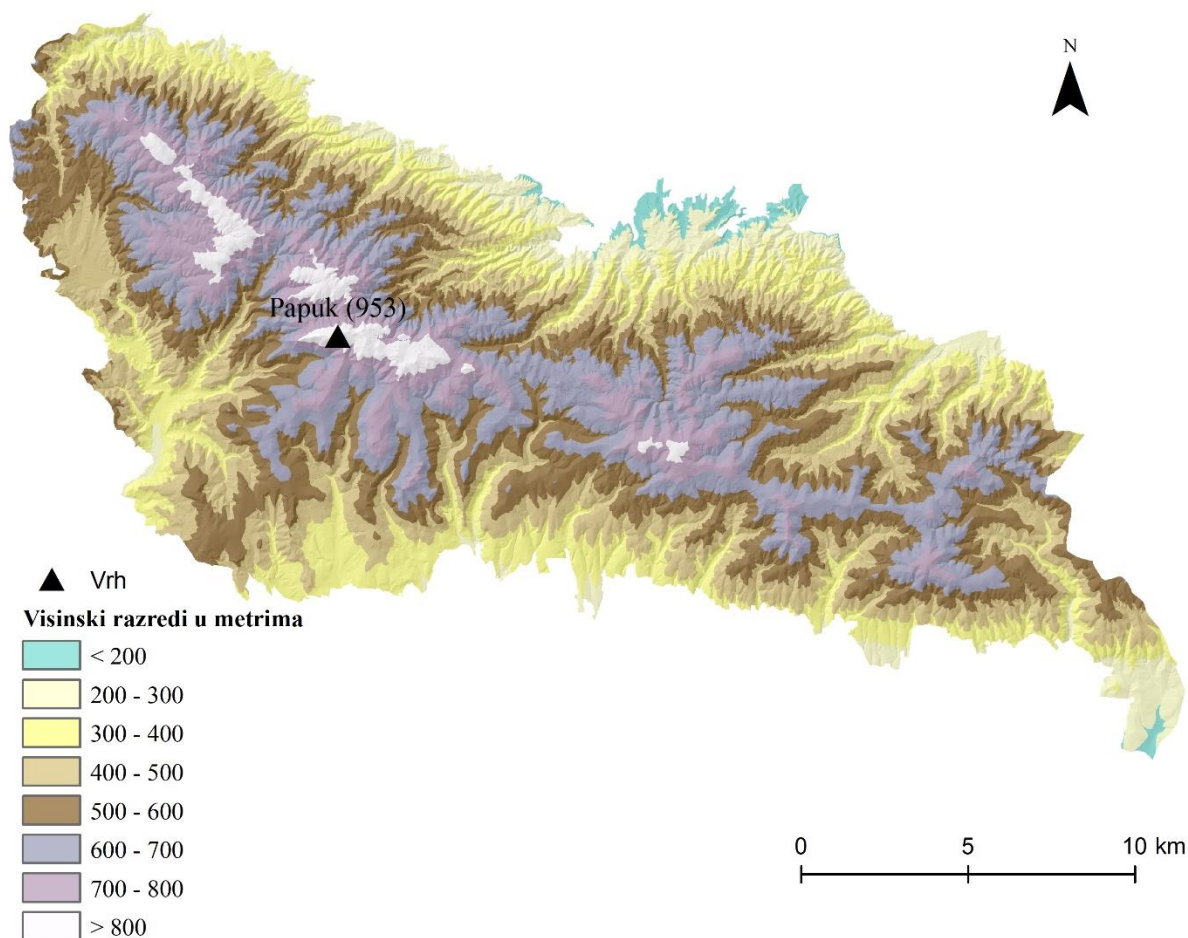 N
Papuk (953)
Vrh
Visinski razredi u metrima
< 200
200 - 300
300 - 400
400 - 500
500 - 600
600 - 700
700 - 800
> 800
0 5 10 km